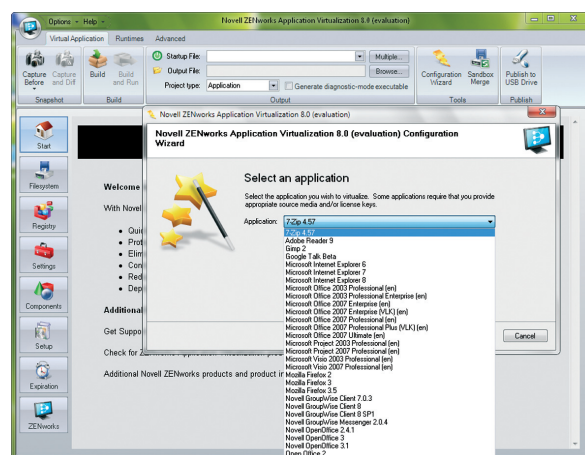 Options Help Novell ZENworks Application Virtualization 8.0 (evaluation)
Virtual Application Runtimes Advanced
Capture Before
Capture and Diff
Build
Build and Run
Startup File:
Multiple...
Output File:
Browse...
Project type: Application
Generate diagnostic-mode executable
Configuration Wizard
Sandbox Merge
Publish to USB Drive
Snapshot Build Output Tools Publish
Start
Filesystem
Registry
Settings
Components
Setup
Expiration
ZENworks
Welcome
With Novel
Quic
Prot
Elim
Con
Red
Dep
Additional
Get Suppo
Check for
Additional Novell ZENworks products and product in
Novell ZENworks Application Virtualization 8.0 (evaluation)
Novell ZENworks Application Virtualization 8.0 (evaluation) Configuration
Wizard
Select an application
Select the application you wish to virtualize. Some applications require that you provide
appropriate source media and/or license keys.
Application: 7-Zip 4.57
7-Zip 4.57
Adobe Reader 9
Gimp 2
Google Talk Beta
Microsoft Internet Explorer 6
Microsoft Internet Explorer 7
Microsoft Internet Explorer 8
Microsoft Office 2003 Professional (en)
Microsoft Office 2003 Professional Enterprise (en)
Microsoft Office 2007 Enterprise (en)
Microsoft Office 2007 Enterprise (VLK) (en)
Microsoft Office 2007 Professional (en)
Microsoft Office 2007 Professional Plus (VLK) (en)
Microsoft Office 2007 Ultimate (en)
Microsoft Project 2003 Professional (en)
Microsoft Project 2007 Professional (en)
Microsoft Visio 2003 Professional (en)
Microsoft Visio 2007 Professional (en)
Mozilla Firefox 2
Mozilla Firefox 3
Mozilla Firefox 3.5
Novell GroupWise Client 7.0.3
Novell GroupWise Client 8
Novell GroupWise Client 8 SP1
Novell GroupWise Messenger 2.0.4
Novell OpenOffice 2.4.1
Novell OpenOffice 3
Novell OpenOffice 3.1
Open Office 2
Cancel